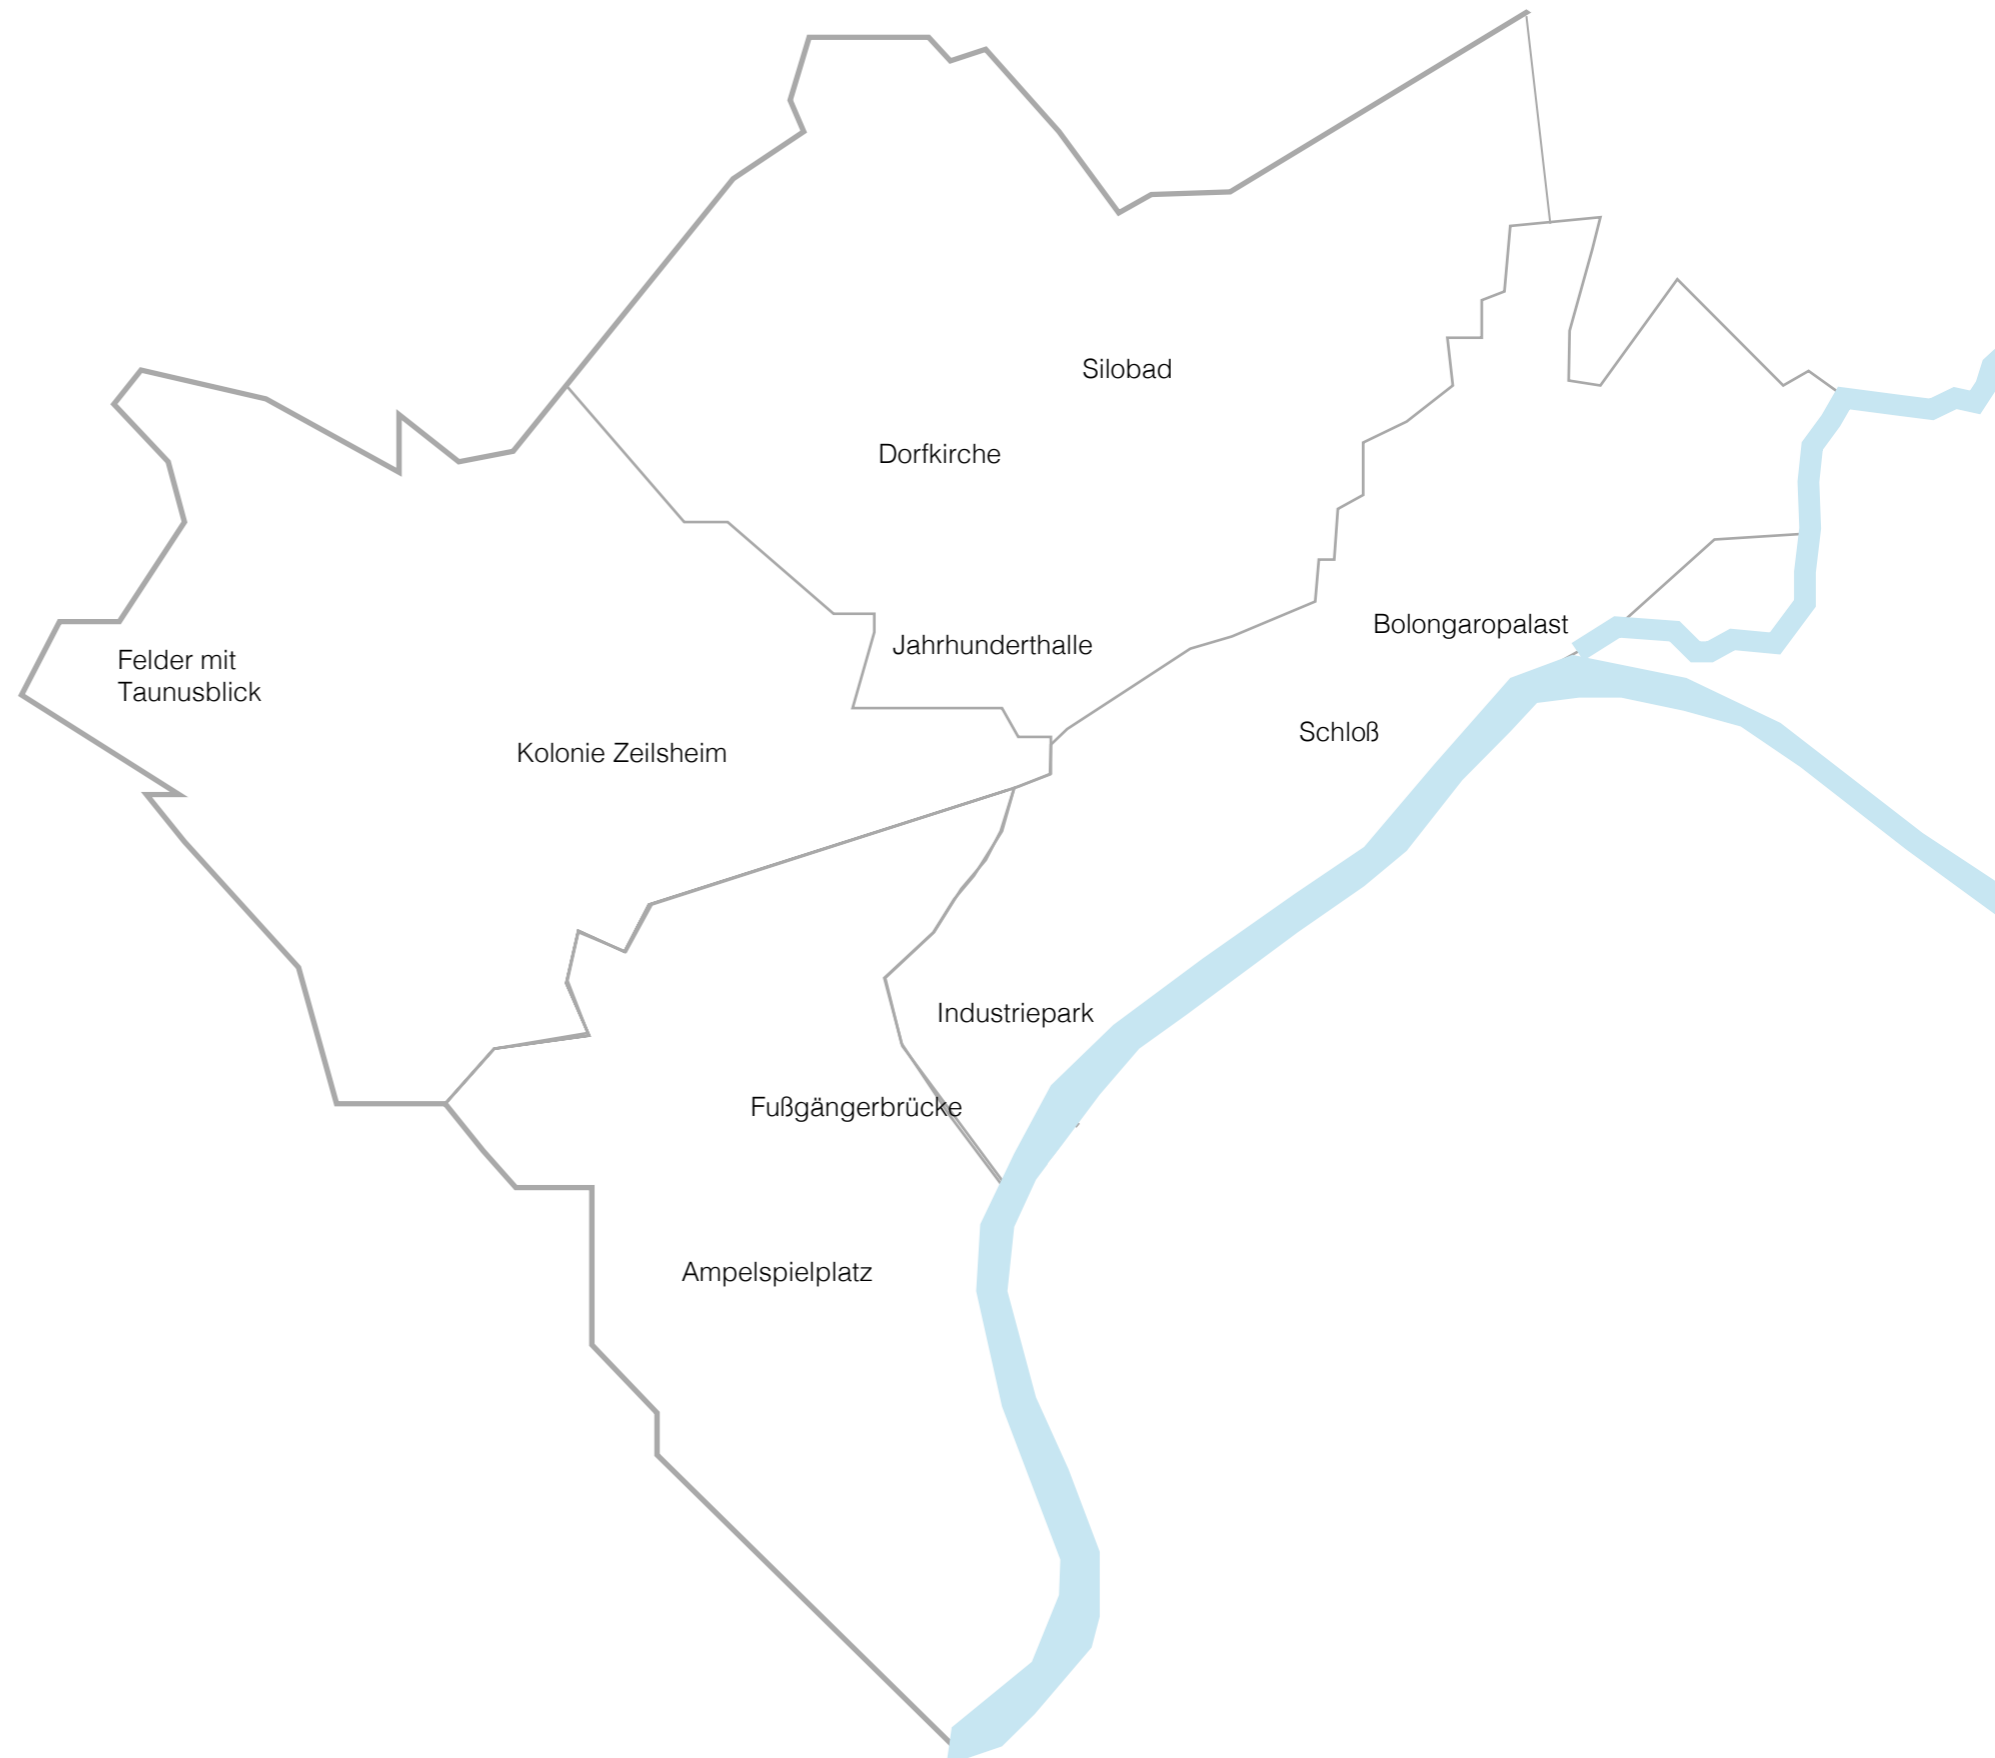 Silobad
Dorfkirche
Bolongaropalast
Jahrhunderthalle
Felder mit
Taunusblick
Schloß
Kolonie Zeilsheim
Industriepark
Fußgängerbrücke
Ampelspielplatz